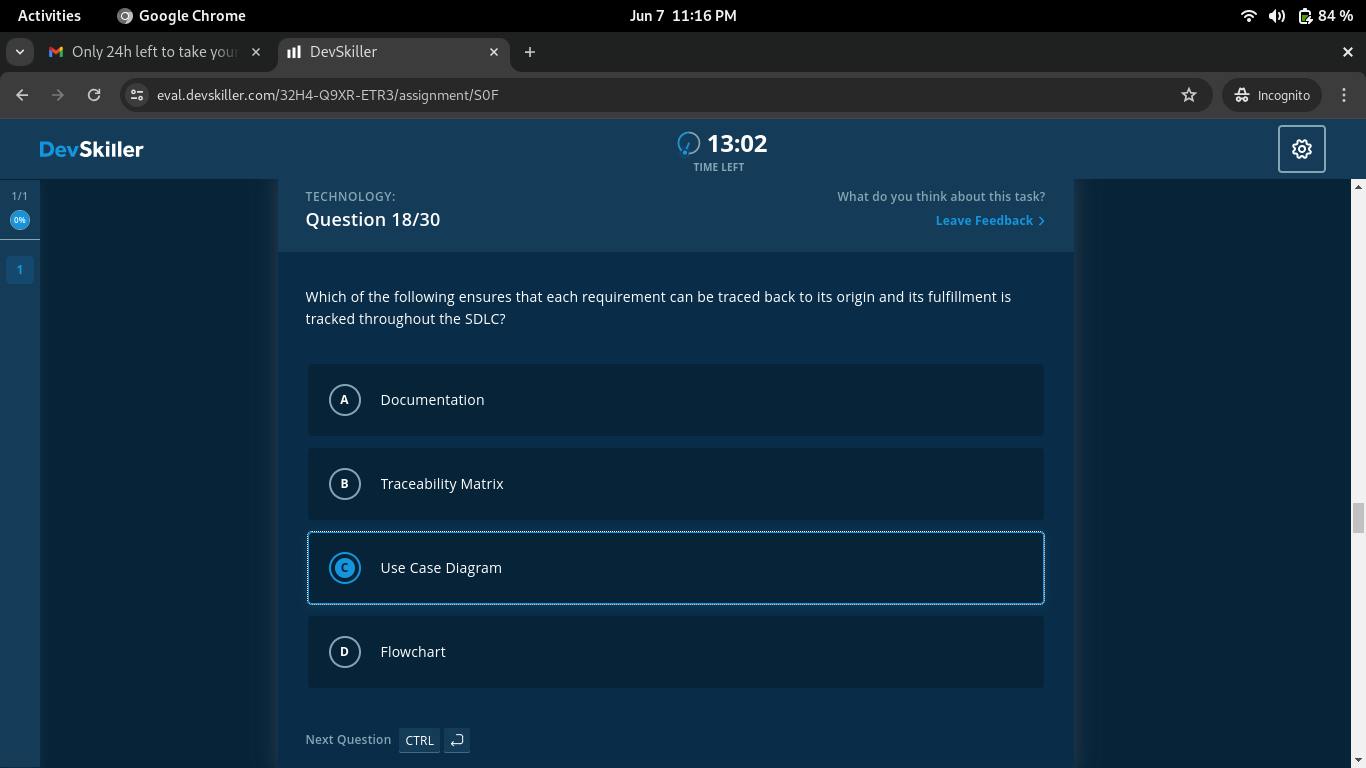 Activities Google Chrome Jun 7 11:16 PM 84 %
Only 24h left to take your DevSkiller
eval.devskiller.com/32H4-Q9XR-ETR3/assignment/S0F Incognito
DevSkiller 13:02
TIME LEFT
1/1
0%
1
TECHNOLOGY: What do you think about this task?
Question 18/30 Leave Feedback
Which of the following ensures that each requirement can be traced back to its origin and its fulfillment is
tracked throughout the SDLC?
A Documentation
B Traceability Matrix
C Use Case Diagram
D Flowchart
Next Question CTRL